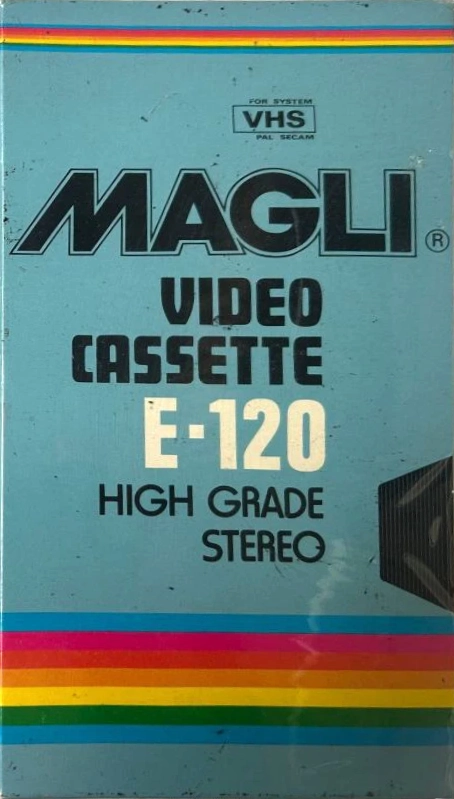 FOR SYSTEM
VHS
PAL SECAM
MAGLI ®
VIDEO
CASSETTE
E·120
HIGH GRADE
STEREO